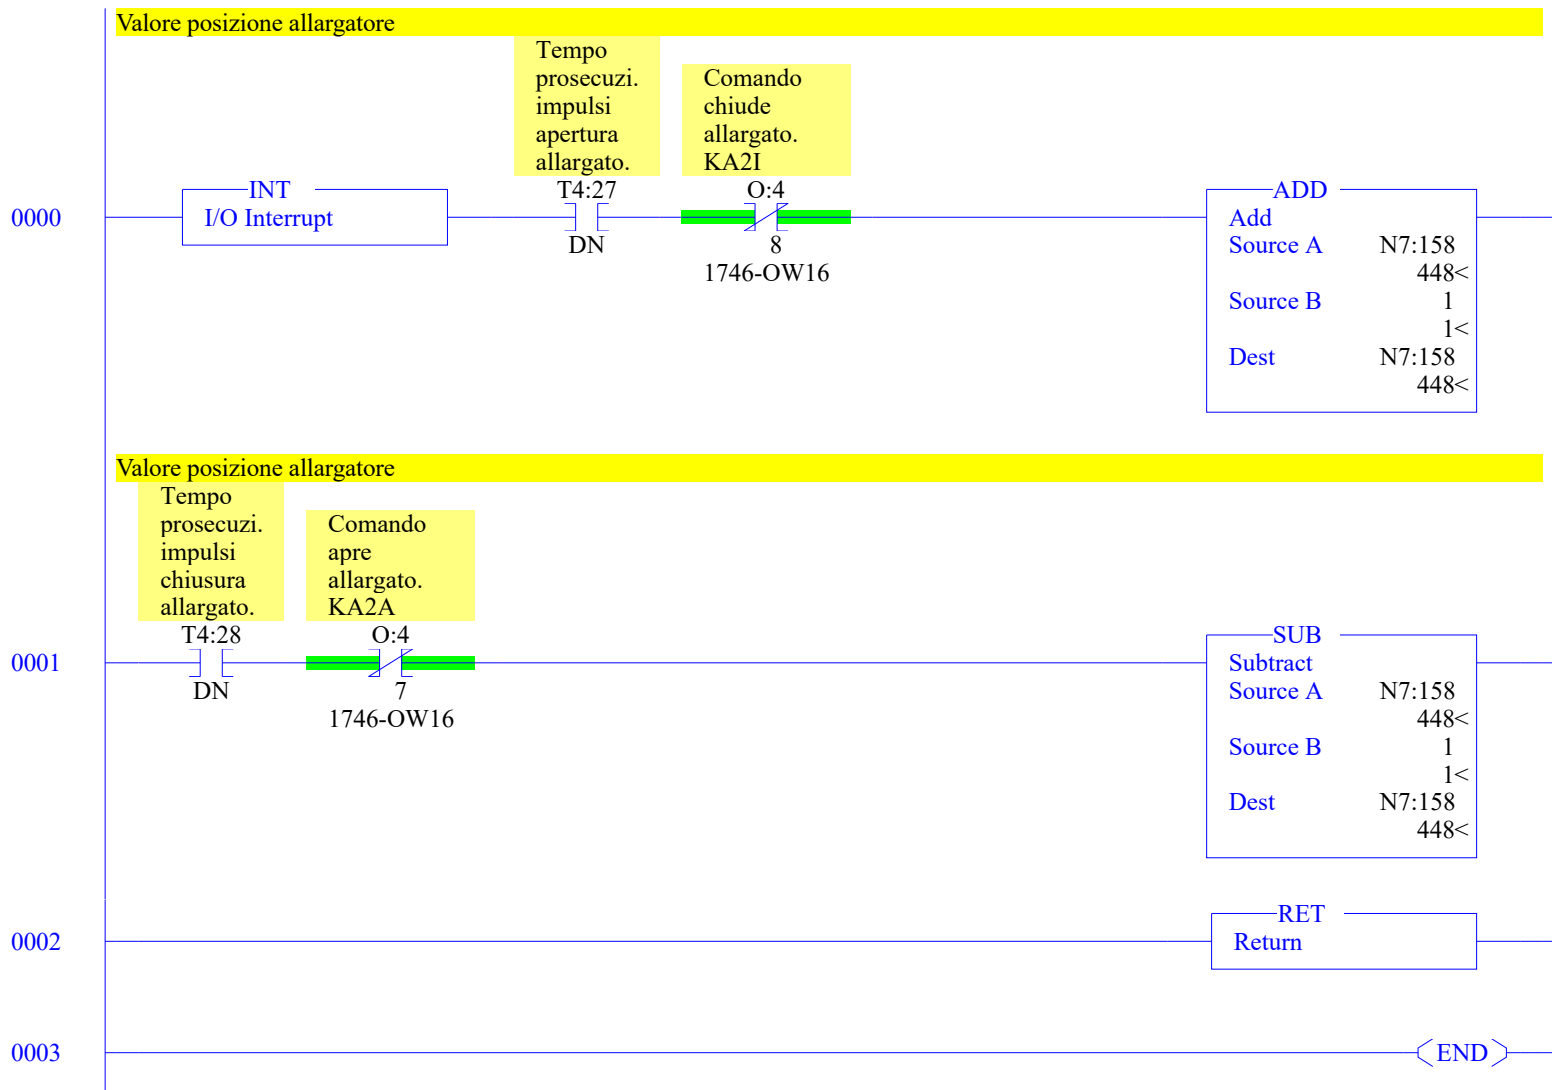 Valore posizione allargatore
Tempo
prosecuzi.
impulsi
apertura
allargato.
Comando
chiude
allargato.
KA2I
INT
T4:27
O:4
ADD
0000
I/O Interrupt
Add
DN
8
Source A N7:158
1746-OW16
448<
Source B 1
1<
Dest N7:158
448<
Valore posizione allargatore
Tempo
prosecuzi.
impulsi
chiusura
allargato.
Comando
apre
allargato.
KA2A
T4:28
O:4
SUB
0001
Subtract
DN
7
Source A N7:158
1746-OW16
448<
Source B 1
1<
Dest N7:158
448<
RET
0002
Return
0003
END